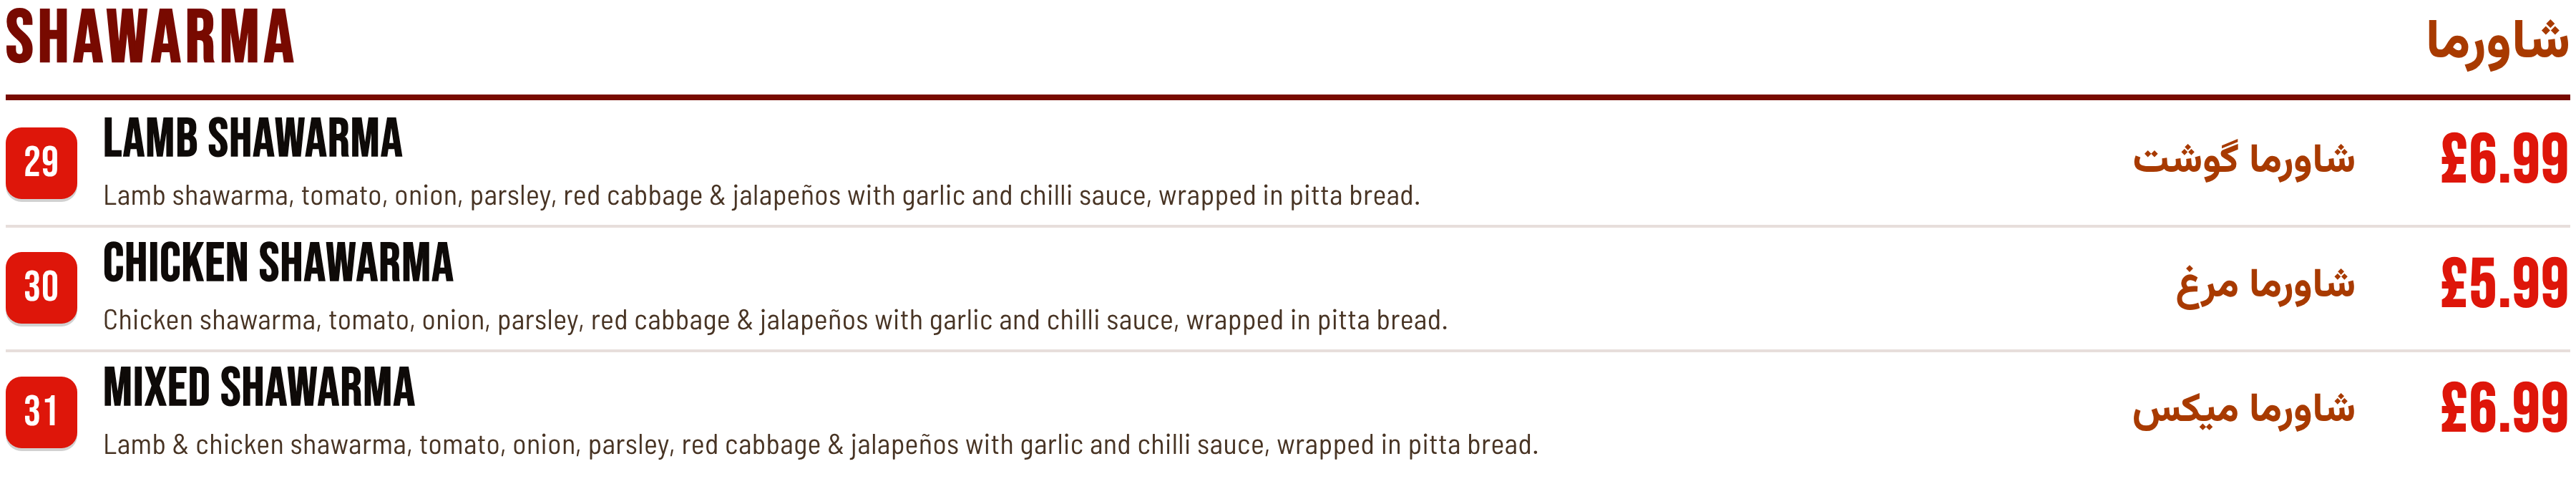 SHAWARMA شاورما
29 LAMB SHAWARMA شاورما گوشت £6.99
Lamb shawarma, tomato, onion, parsley, red cabbage & jalapeños with garlic and chilli sauce, wrapped in pitta bread.
30 CHICKEN SHAWARMA شاورما مرغ £5.99
Chicken shawarma, tomato, onion, parsley, red cabbage & jalapeños with garlic and chilli sauce, wrapped in pitta bread.
31 MIXED SHAWARMA شاورما میکس £6.99
Lamb & chicken shawarma, tomato, onion, parsley, red cabbage & jalapeños with garlic and chilli sauce, wrapped in pitta bread.